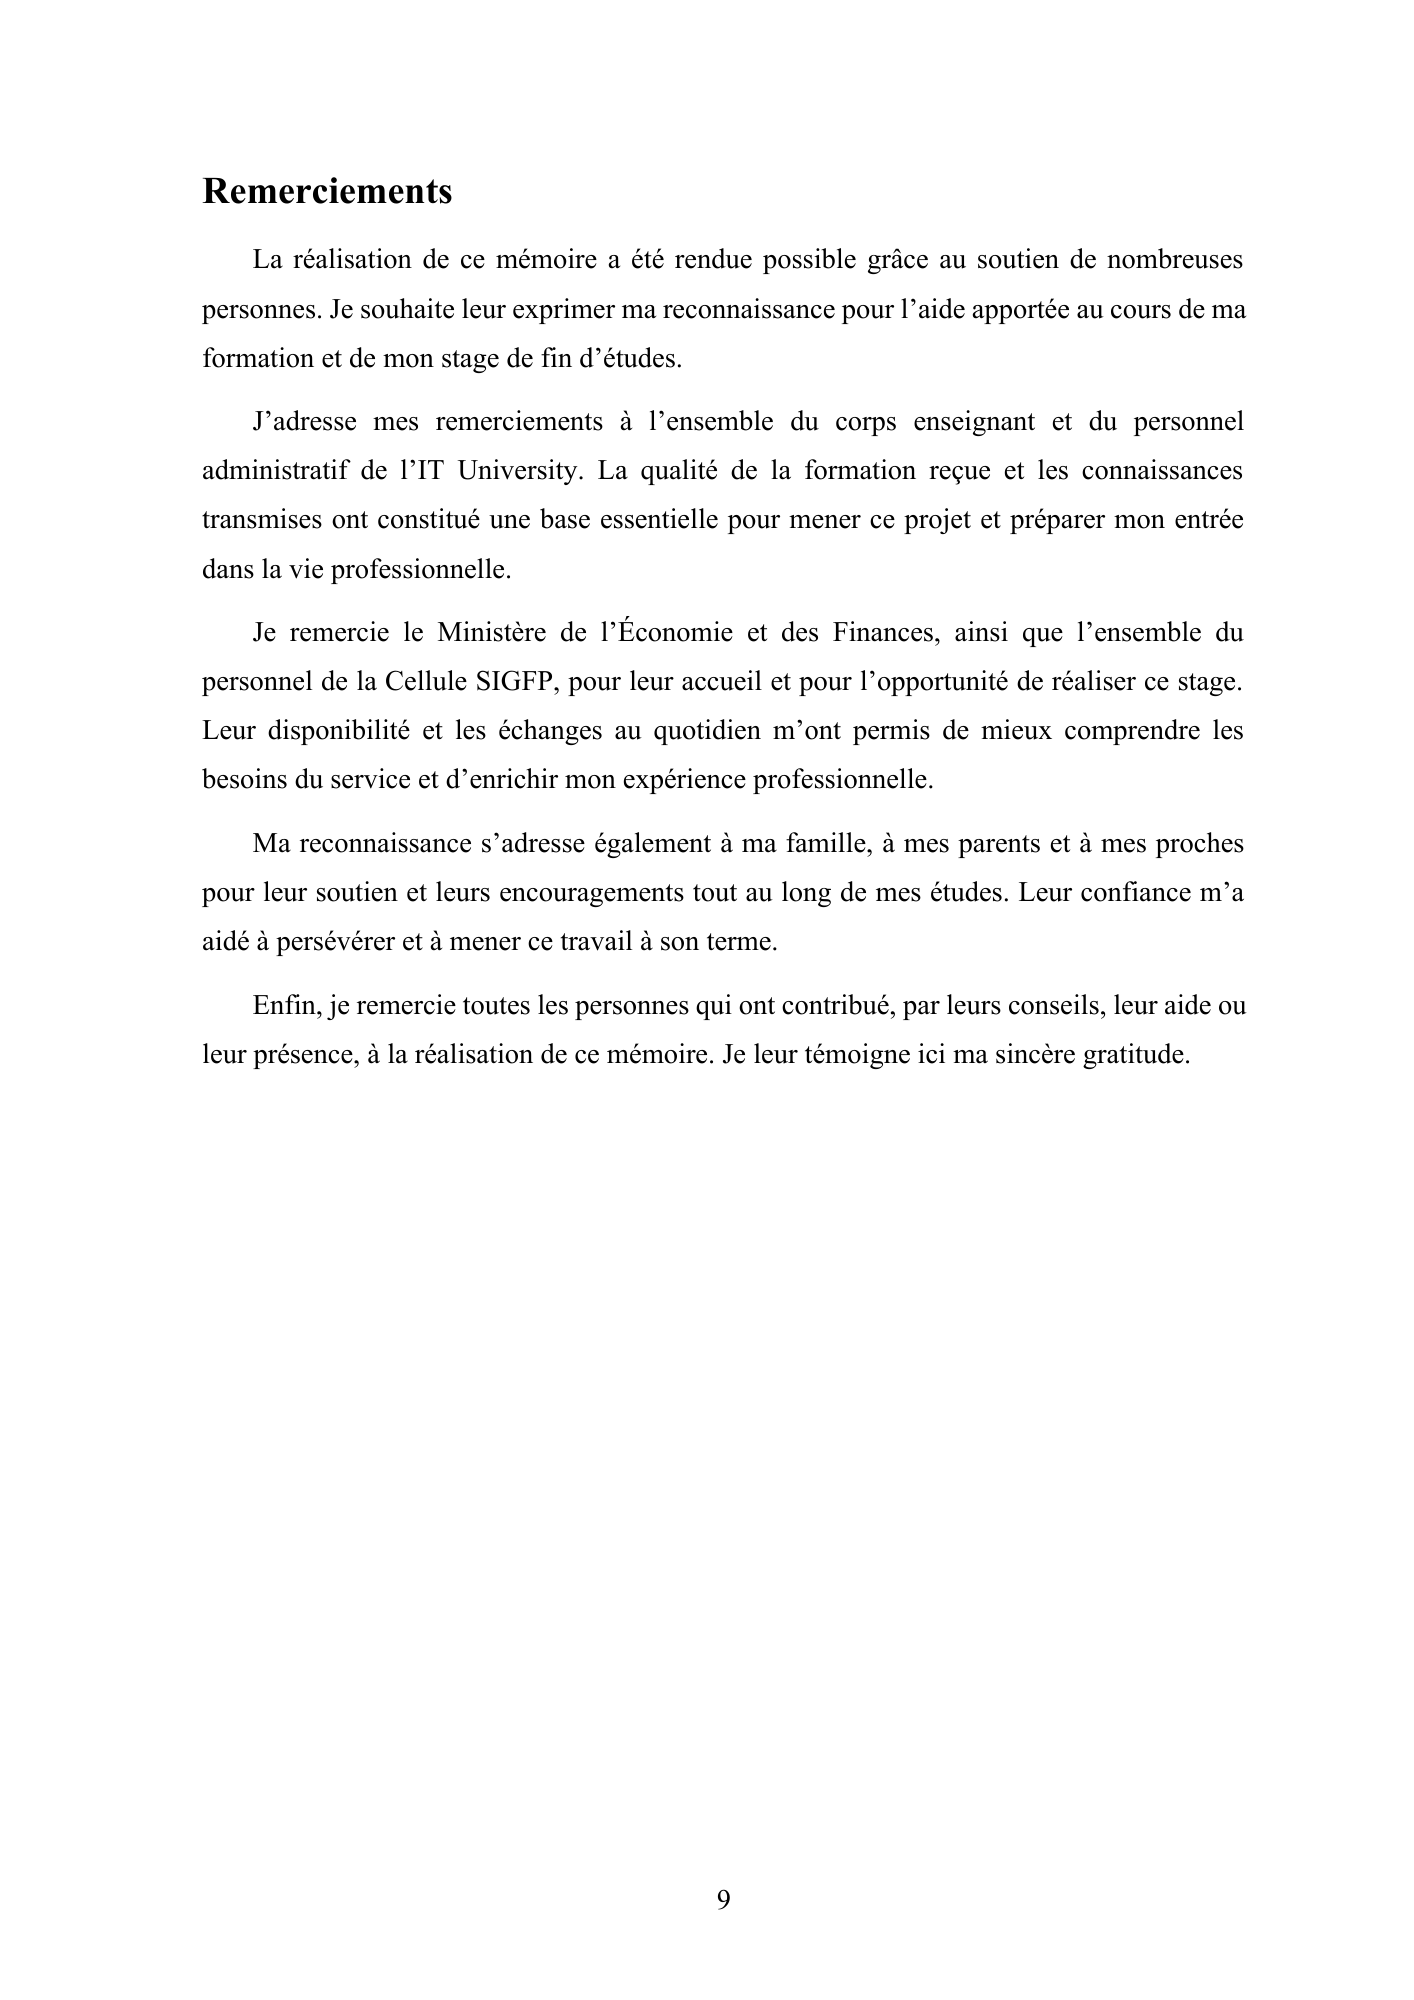 Remerciements
La réalisation de ce mémoire a été rendue possible grâce au soutien de nombreuses
personnes. Je souhaite leur exprimer ma reconnaissance pour l’aide apportée au cours de ma
formation et de mon stage de fin d’études.
J’adresse mes remerciements à l’ensemble du corps enseignant et du personnel
administratif de l’IT University. La qualité de la formation reçue et les connaissances
transmises ont constitué une base essentielle pour mener ce projet et préparer mon entrée
dans la vie professionnelle.
Je remercie le Ministère de l’Économie et des Finances, ainsi que l’ensemble du
personnel de la Cellule SIGFP, pour leur accueil et pour l’opportunité de réaliser ce stage.
Leur disponibilité et les échanges au quotidien m’ont permis de mieux comprendre les
besoins du service et d’enrichir mon expérience professionnelle.
Ma reconnaissance s’adresse également à ma famille, à mes parents et à mes proches
pour leur soutien et leurs encouragements tout au long de mes études. Leur confiance m’a
aidé à persévérer et à mener ce travail à son terme.
Enfin, je remercie toutes les personnes qui ont contribué, par leurs conseils, leur aide ou
leur présence, à la réalisation de ce mémoire. Je leur témoigne ici ma sincère gratitude.
9